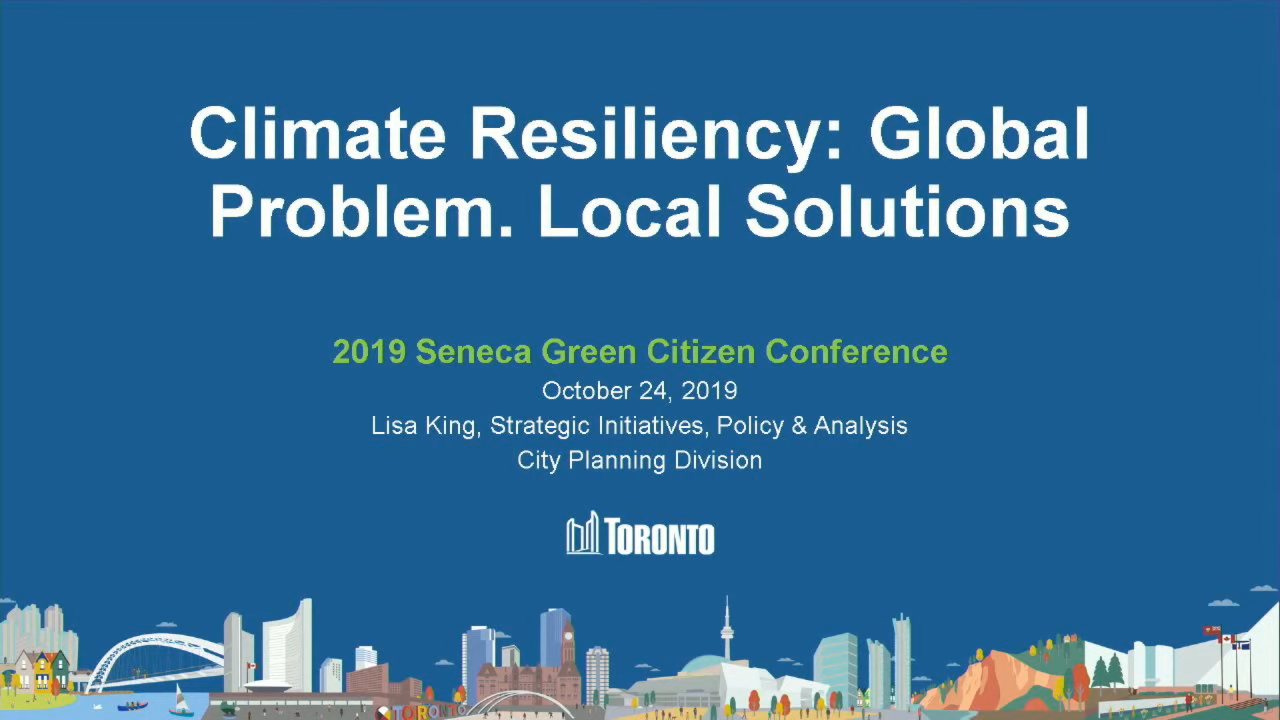 Climate Resiliency: Global
Problem. Local Solutions
2019 Seneca Green Citizen Conference
October 24, 2019
Lisa King, Strategic Initiatives, Policy & Analysis
City Planning Division
TORONTO
TORONTO